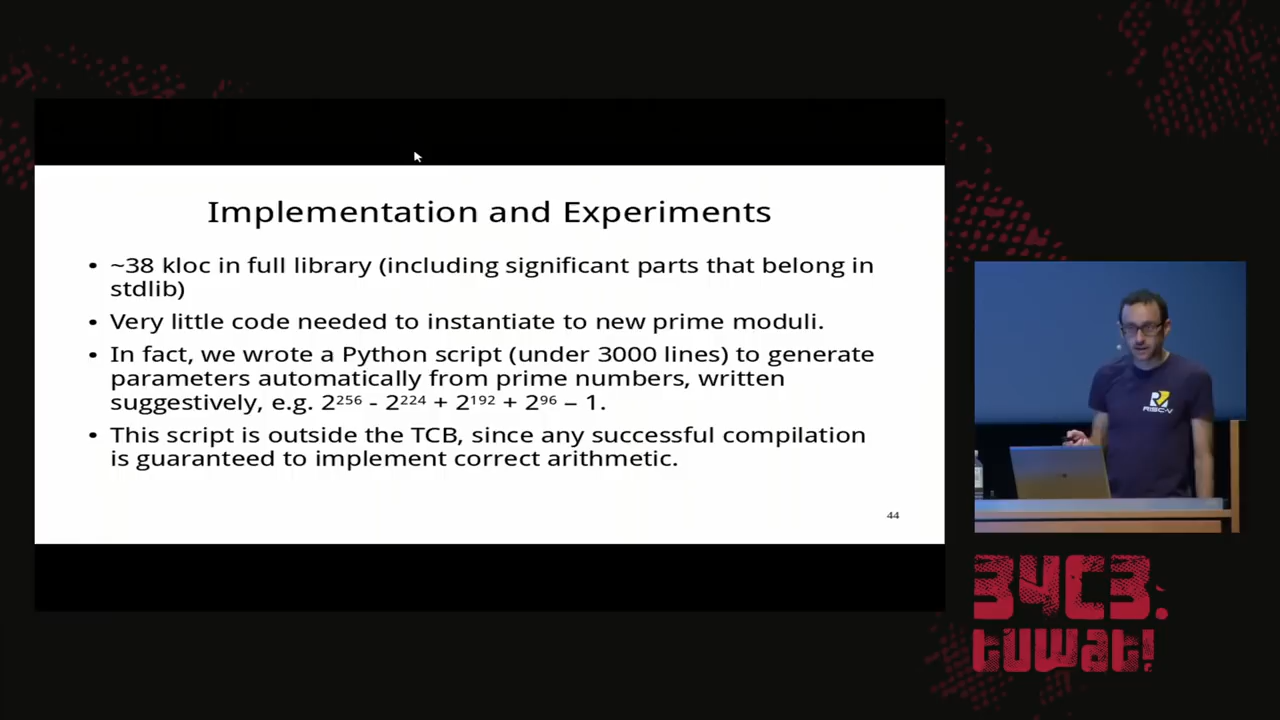 Implementation and Experiments
• ~38 kloc in full library (including significant parts that belong in
stdlib)
• Very little code needed to instantiate to new prime moduli.
• In fact, we wrote a Python script (under 3000 lines) to generate
parameters automatically from prime numbers, written
suggestively, e.g. 2²⁵⁶ - 2²²⁴ + 2¹⁹² + 2⁹⁶ – 1.
• This script is outside the TCB, since any successful compilation
is guaranteed to implement correct arithmetic.
44
RISC-V
34C3.
tuwat!